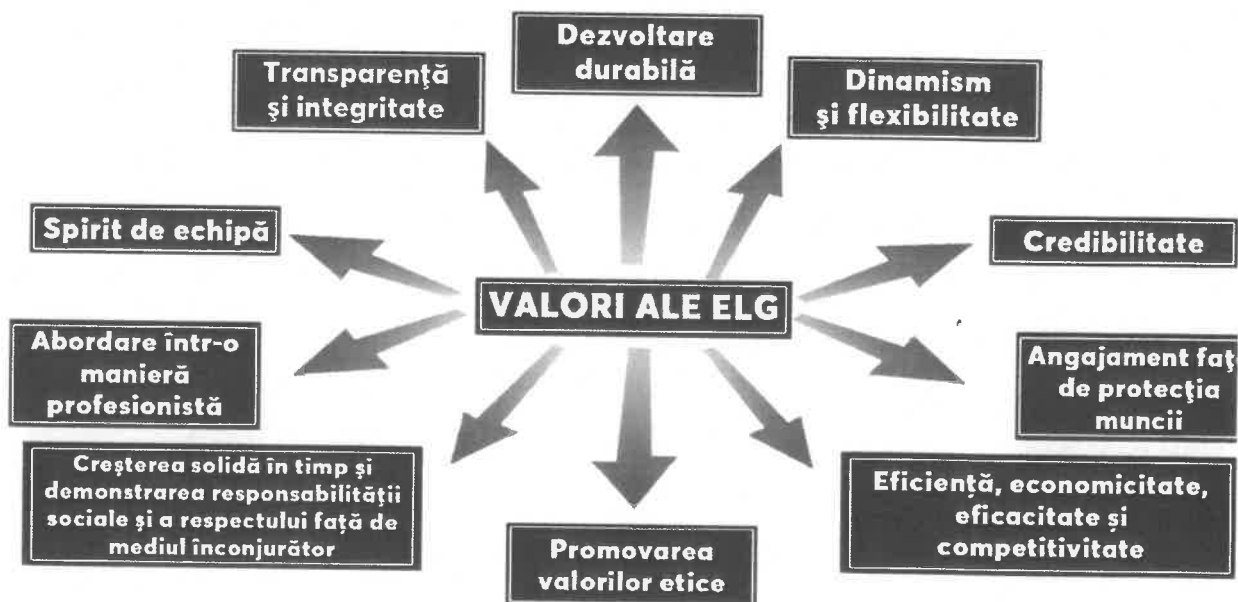 Dezvoltare
durabilă
Transparenţă
şi integritate
Dinamism
şi flexibilitate
Spirit de echipă
Credibilitate
VALORI ALE ELG
Abordare într-o
manieră
profesionistă
Angajament faţ
de protecţia
muncii
Creşterea solidă în timp şi
demonstrarea responsabilităţii
sociale şi a respectului faţă de
mediul înconjurător
Eficienţă, economicitate,
eficacitate şi
competitivitate
Promovarea
valorilor etice